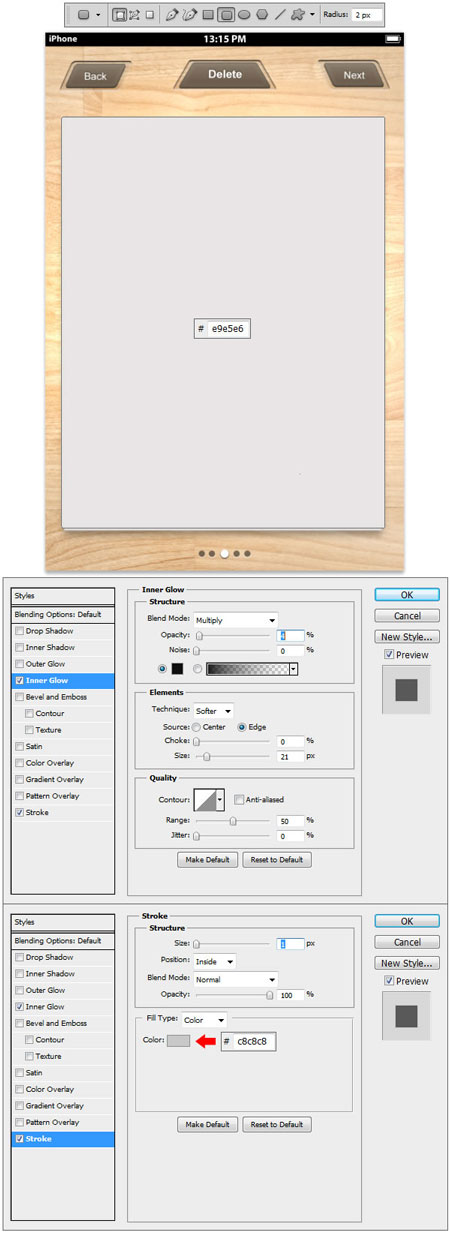 Radius: 2 px
iPhone 13:15 PM
Back Delete Next
# e9e5e6
Styles
Blending Options: Default
Drop Shadow
Inner Shadow
Outer Glow
Inner Glow
Bevel and Emboss
Contour
Texture
Satin
Color Overlay
Gradient Overlay
Pattern Overlay
Stroke
Inner Glow
Structure
Blend Mode: Multiply
Opacity: 4 %
Noise: 0 %
Elements
Technique: Softer
Source: Center Edge
Choke: 0 %
Size: 21 px
Quality
Contour: Anti-aliased
Range: 50 %
Jitter: 0 %
Make Default Reset to Default
OK
Cancel
New Style...
Preview
Styles
Blending Options: Default
Drop Shadow
Inner Shadow
Outer Glow
Inner Glow
Bevel and Emboss
Contour
Texture
Satin
Color Overlay
Gradient Overlay
Pattern Overlay
Stroke
Stroke
Structure
Size: 1 px
Position: Inside
Blend Mode: Normal
Opacity: 100 %
Fill Type: Color
Color: # c8c8c8
Make Default Reset to Default
OK
Cancel
New Style...
Preview